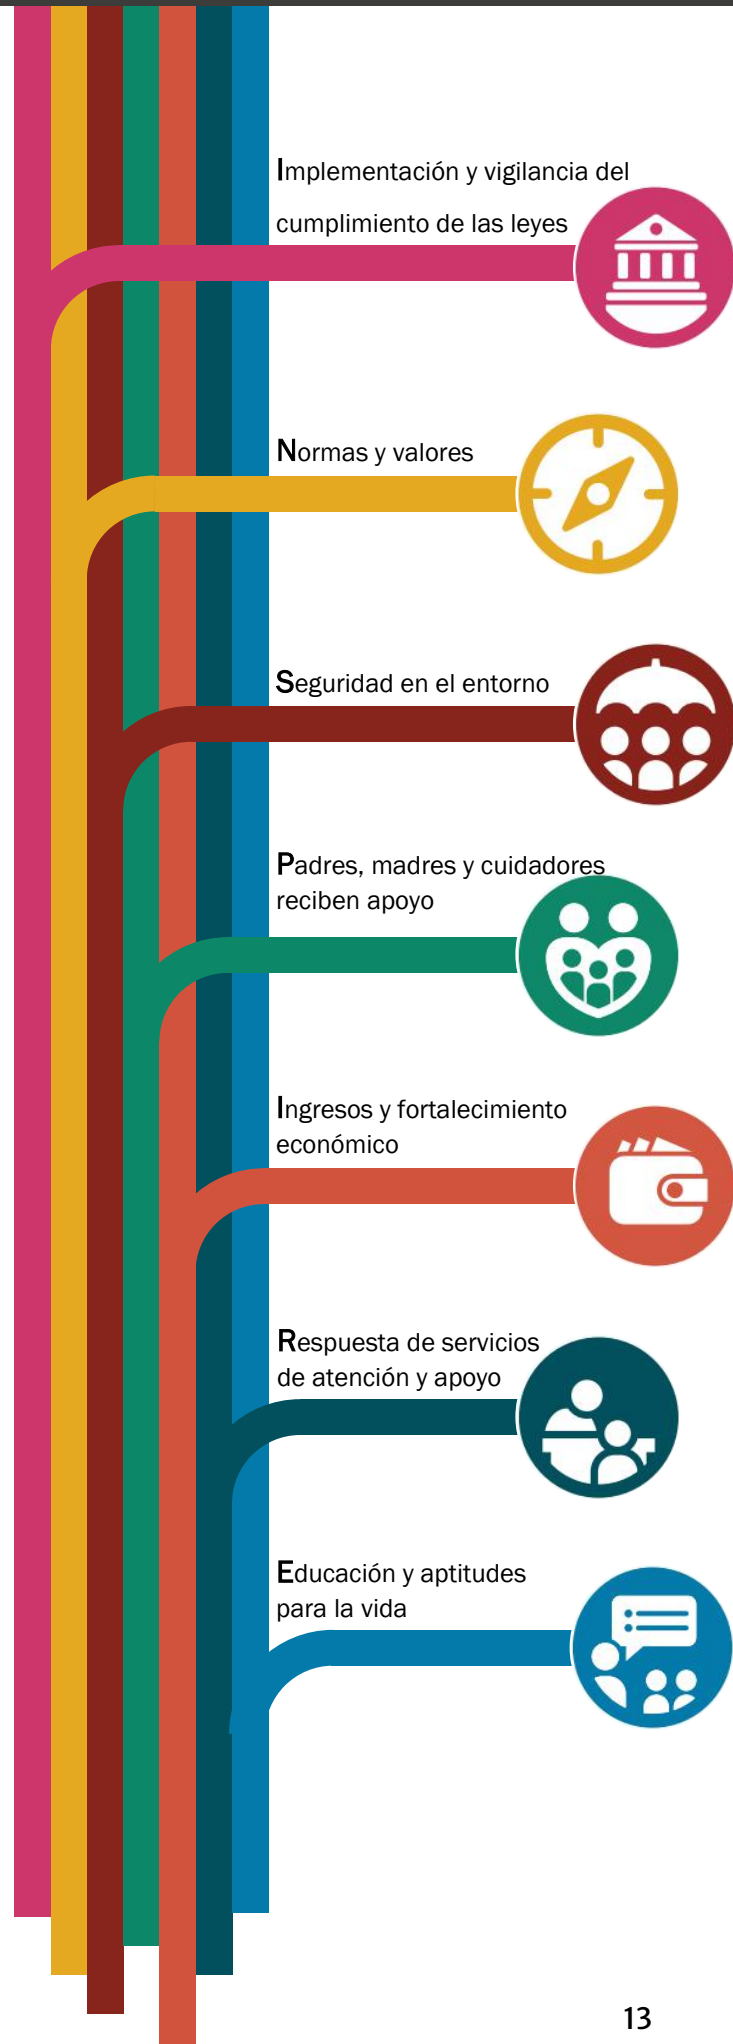 Implementación y vigilancia del
cumplimiento de las leyes
Normas y valores
Seguridad en el entorno
Padres, madres y cuidadores
reciben apoyo
Ingresos y fortalecimiento
económico
Respuesta de servicios
de atención y apoyo
Educación y aptitudes
para la vida
13